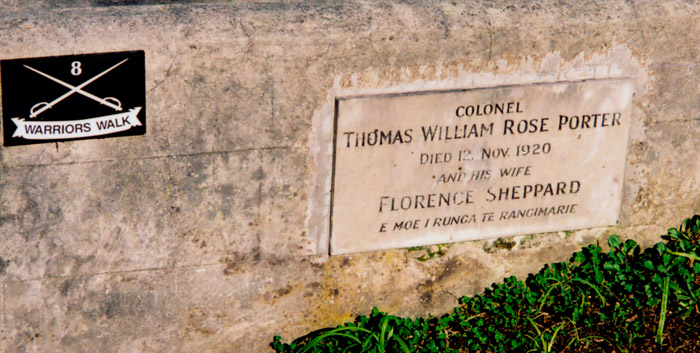 8
WARRIORS WALK
COLONEL
THOMAS WILLIAM ROSE PORTER
DIED 12. NOV. 1920
AND HIS WIFE
FLORENCE SHEPPARD
E MOE I RUNGA TE RANGIMARIE